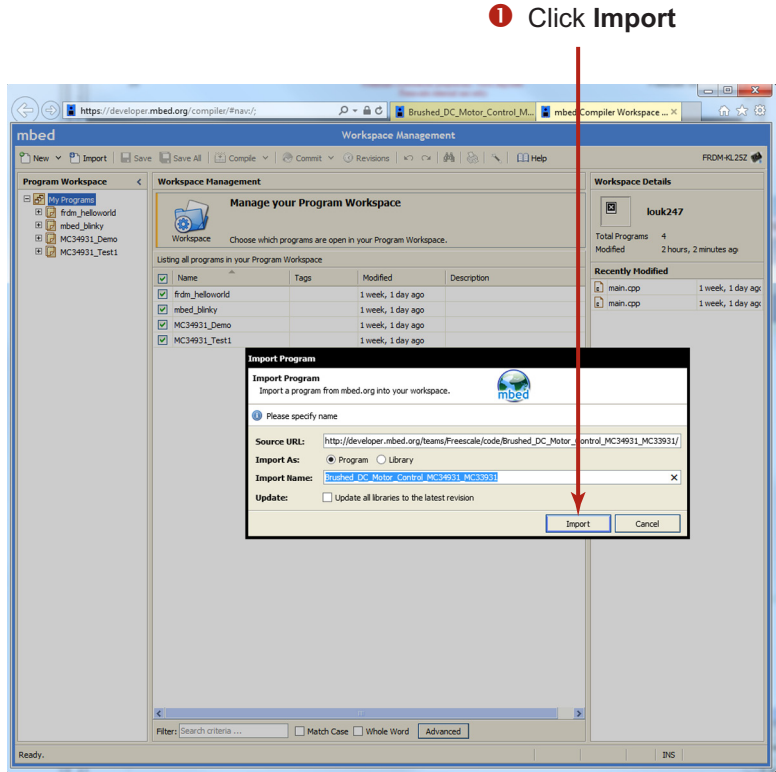 ❶ Click Import
https://developer.mbed.org/compiler/#nav:/;
Brushed_DC_Motor_Control_M...
mbed Compiler Workspace ...
mbed
Workspace Management
New
Import
Save
Save All
Compile
Commit
Revisions
Help
FRDM-KL25Z
Program Workspace
My Programs
frdm_helloworld
mbed_blinky
MC34931_Demo
MC34931_Test1
Workspace Management
Manage your Program Workspace
Workspace
Choose which programs are open in your Program Workspace.
Listing all programs in your Program Workspace
Name Tags Modified Description
frdm_helloworld 1 week, 1 day ago
mbed_blinky 1 week, 1 day ago
MC34931_Demo 1 week, 1 day ago
MC34931_Test1 1 week, 1 day ago
Workspace Details
louk247
Total Programs 4
Modified 2 hours, 2 minutes ag
Recently Modified
main.cpp 1 week, 1 day ago
main.cpp 1 week, 1 day ago
Import Program
Import Program
Import a program from mbed.org into your workspace.
mbed
Please specify name
Source URL: http://developer.mbed.org/teams/Freescale/code/Brushed_DC_Motor_Control_MC34931_MC33931/
Import As: Program Library
Import Name: Brushed_DC_Motor_Control_MC34931_MC33931
Update: Update all libraries to the latest revision
Import Cancel
Filter: Search criteria ... Match Case Whole Word Advanced
Ready. INS